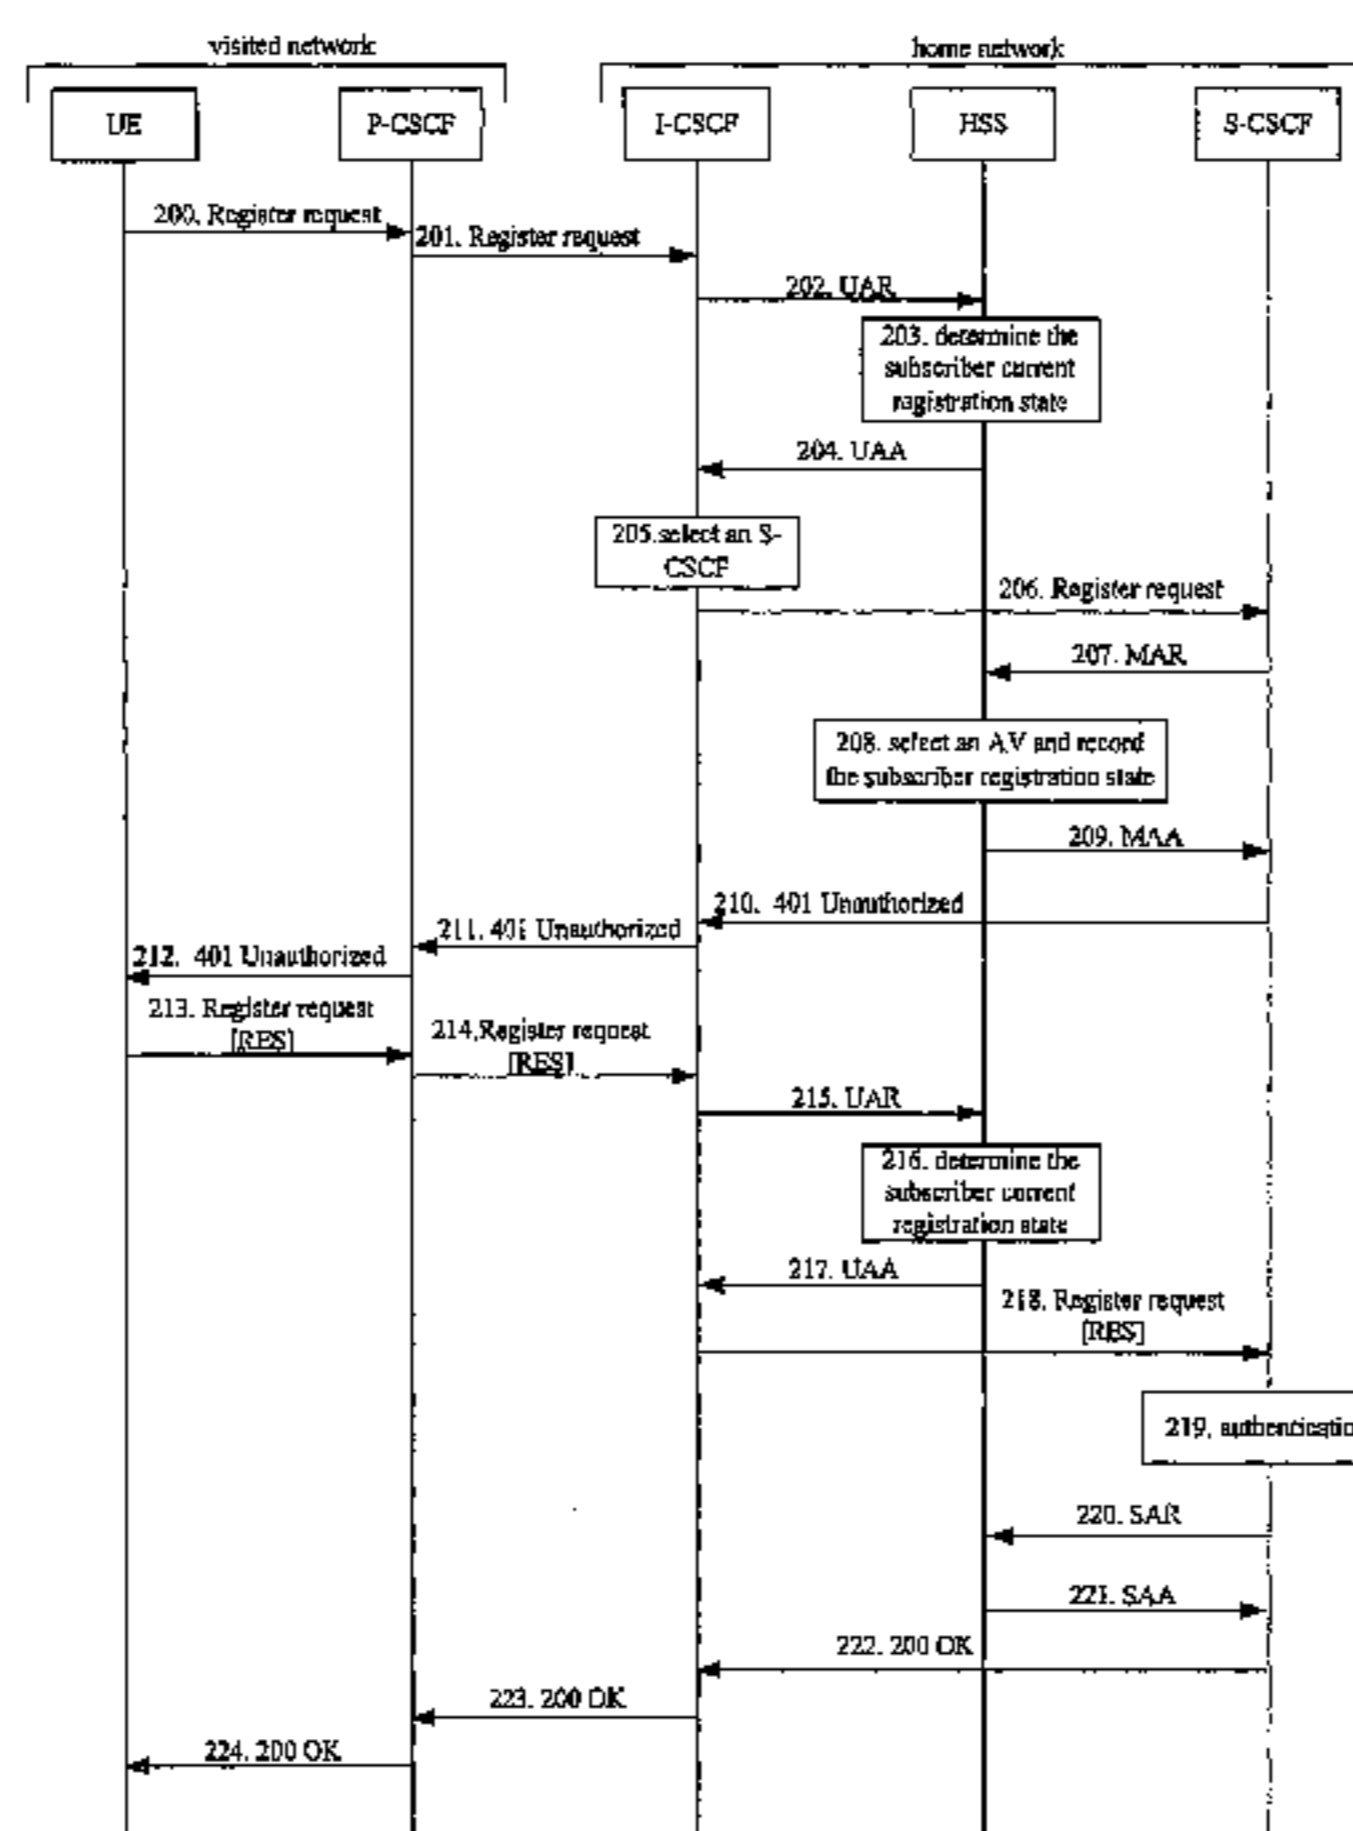 visited network
home network
UE
P-CSCF
I-CSCF
HSS
S-CSCF
200. Register request
201. Register request
202. UAR
203. determine the
subscriber current
registration state
204. UAA
205.select an S-
CSCF
206. Register request
207. MAR
208. select an AV and record
the subscriber registration state
209. MAA
210. 401 Unauthorized
211. 401 Unauthorized
212. 401 Unauthorized
213. Register request
[RES]
214.Register request
[RES]
215. UAR
216. determine the
subscriber current
registration state
217. UAA
218. Register request
[RES]
219. authenticatio
220. SAR
221. SAA
222. 200 OK
223. 200 OK
224. 200 OK